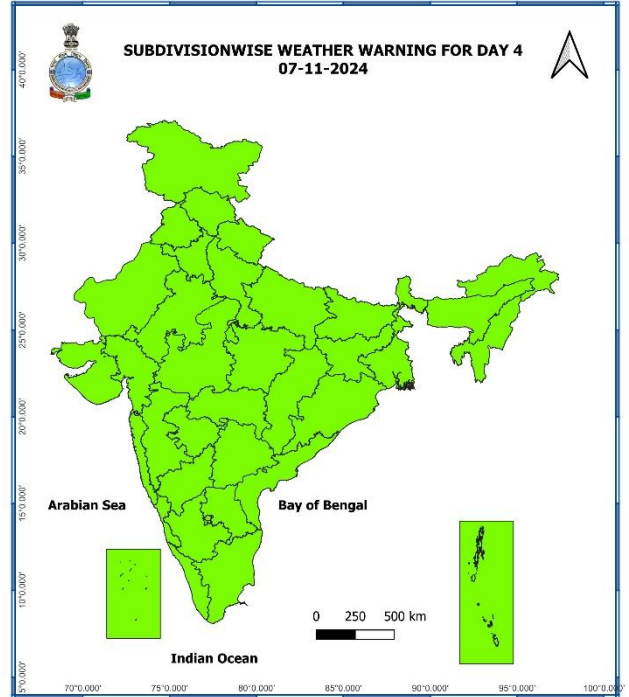 SUBDIVISIONWISE WEATHER WARNING FOR DAY 4
07-11-2024
40°0.000'
35°0.000'
30°0.000'
25°0.000'
20°0.000'
15°0.000'
10°0.000'
5°0.000'
Arabian Sea
Bay of Bengal
0 250 500 km
Indian Ocean
70°0.000' 75°0.000' 80°0.000' 85°0.000' 90°0.000' 95°0.000' 100°0.000'